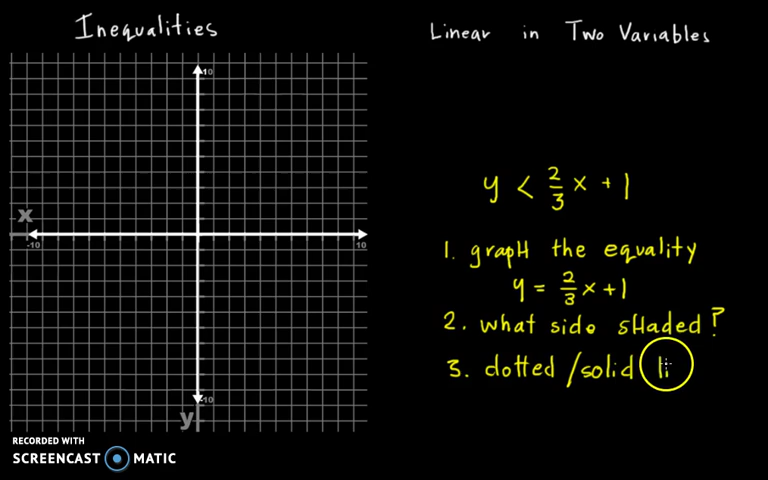 Inequalities
Linear in Two Variables
10
x
-10
10
-10
y
y < 2/3 x + 1
1. graph the equality
y = 2/3 x + 1
2. what side shaded?
3. dotted/solid li
RECORDED WITH
SCREENCAST MATIC